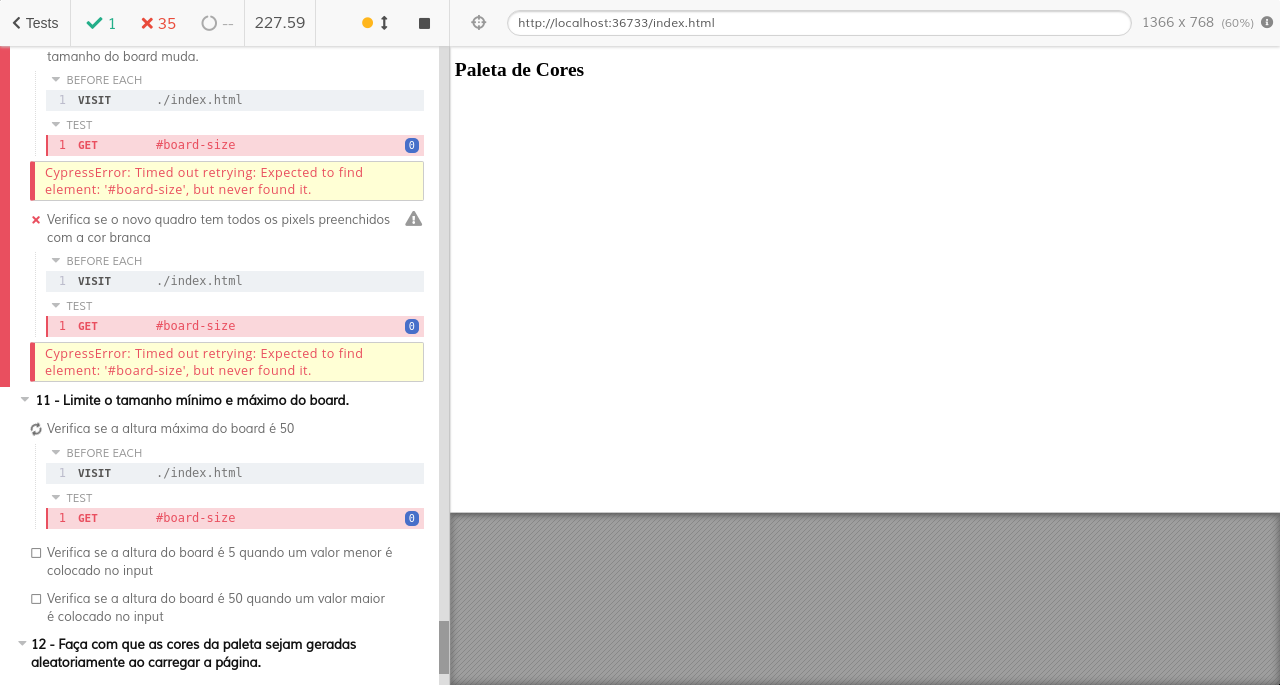 Tests 1 35 -- 227.59 http://localhost:36733/index.html 1366 x 768 (60%)
tamanho do board muda.
BEFORE EACH
1 VISIT ./index.html
TEST
1 GET #board-size 0
CypressError: Timed out retrying: Expected to find
element: '#board-size', but never found it.
Verifica se o novo quadro tem todos os pixels preenchidos
com a cor branca
BEFORE EACH
1 VISIT ./index.html
TEST
1 GET #board-size 0
CypressError: Timed out retrying: Expected to find
element: '#board-size', but never found it.
11 - Limite o tamanho mínimo e máximo do board.
Verifica se a altura máxima do board é 50
BEFORE EACH
1 VISIT ./index.html
TEST
1 GET #board-size 0
Verifica se a altura do board é 5 quando um valor menor é
colocado no input
Verifica se a altura do board é 50 quando um valor maior
é colocado no input
12 - Faça com que as cores da paleta sejam geradas
aleatoriamente ao carregar a página.
Paleta de Cores